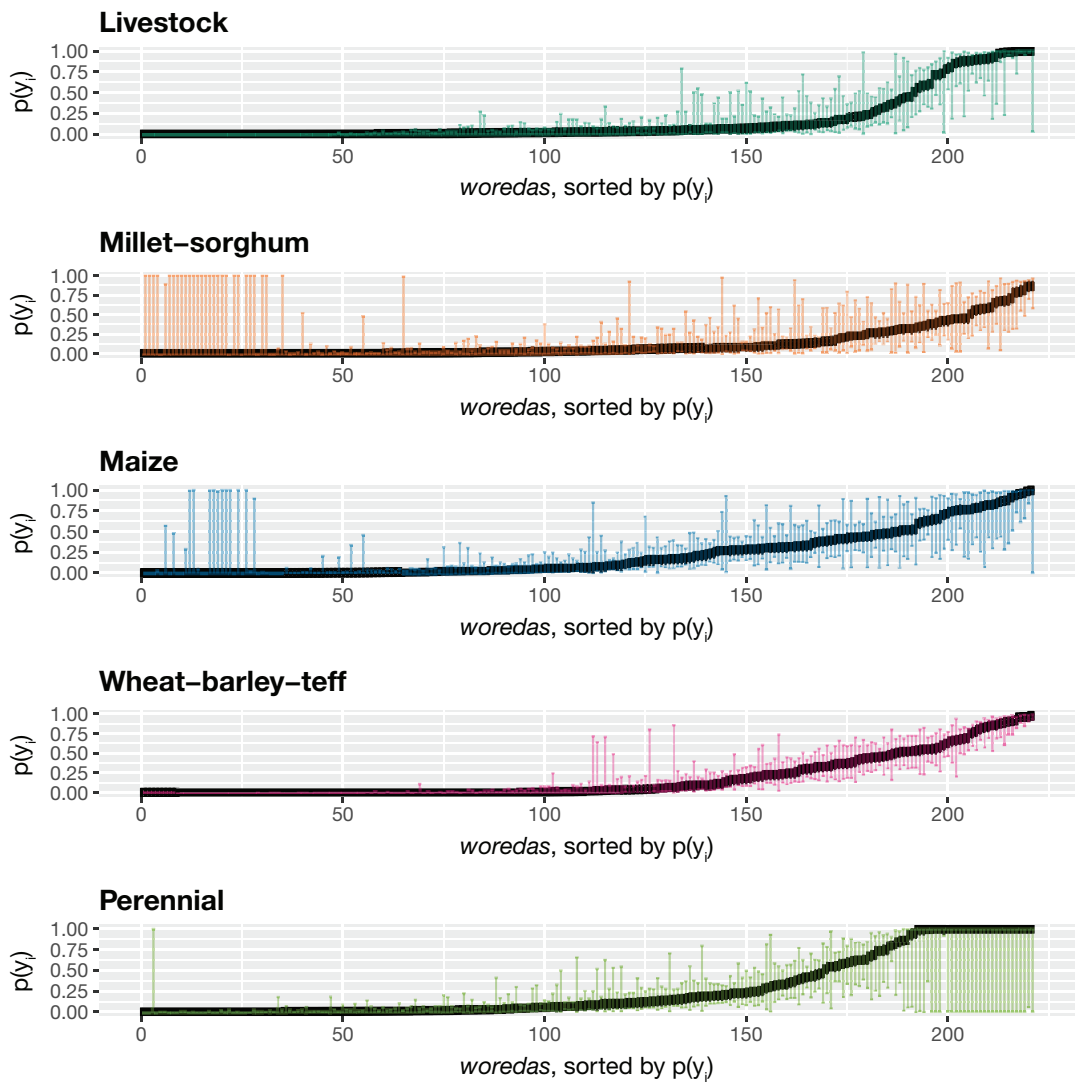 Livestock
1.00
0.75
0.50
0.25
0.00
p(yi)
0 50 100 150 200
woredas, sorted by p(yi)
Millet–sorghum
1.00
0.75
0.50
0.25
0.00
p(yi)
0 50 100 150 200
woredas, sorted by p(yi)
Maize
1.00
0.75
0.50
0.25
0.00
p(yi)
0 50 100 150 200
woredas, sorted by p(yi)
Wheat–barley–teff
1.00
0.75
0.50
0.25
0.00
p(yi)
0 50 100 150 200
woredas, sorted by p(yi)
Perennial
1.00
0.75
0.50
0.25
0.00
p(yi)
0 50 100 150 200
woredas, sorted by p(yi)